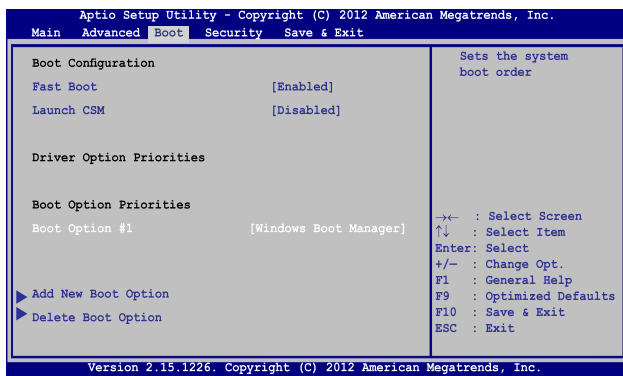 Aptio Setup Utility - Copyright (C) 2012 American Megatrends, Inc.
Main Advanced Boot Security Save & Exit
Boot Configuration
Fast Boot [Enabled]
Launch CSM [Disabled]
Driver Option Priorities
Boot Option Priorities
Boot Option #1 [Windows Boot Manager]
Add New Boot Option
Delete Boot Option
Sets the system
boot order
→← : Select Screen
↑↓ : Select Item
Enter: Select
+/− : Change Opt.
F1 : General Help
F9 : Optimized Defaults
F10 : Save & Exit
ESC : Exit
Version 2.15.1226. Copyright (C) 2012 American Megatrends, Inc.